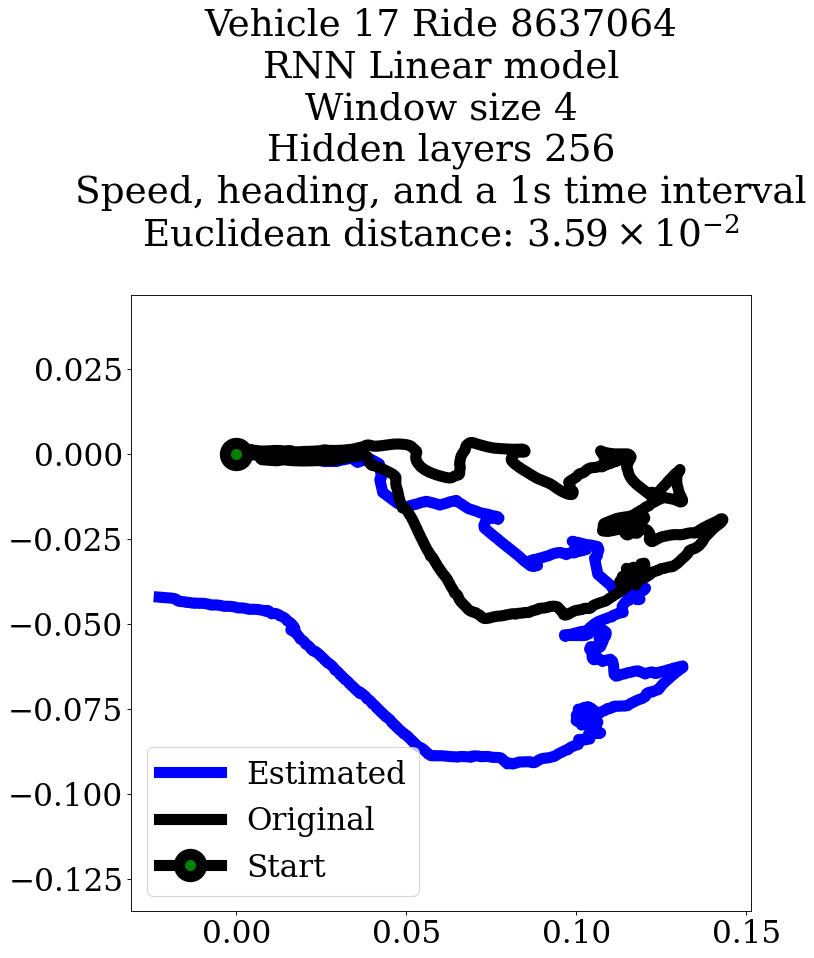 Vehicle 17 Ride 8637064
RNN Linear model
Window size 4
Hidden layers 256
Speed, heading, and a 1s time interval
Euclidean distance: 3.59 × 10⁻²
0.025
0.000
−0.025
−0.050
−0.075
−0.100
−0.125
Estimated
Original
Start
0.00 0.05 0.10 0.15